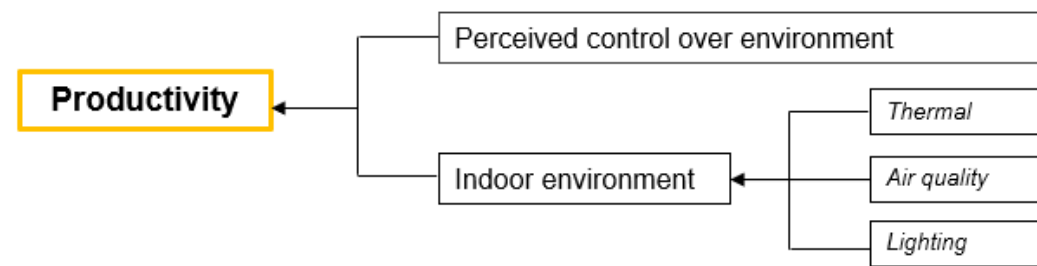 Perceived control over environment
Productivity
Thermal
Indoor environment
Air quality
Lighting